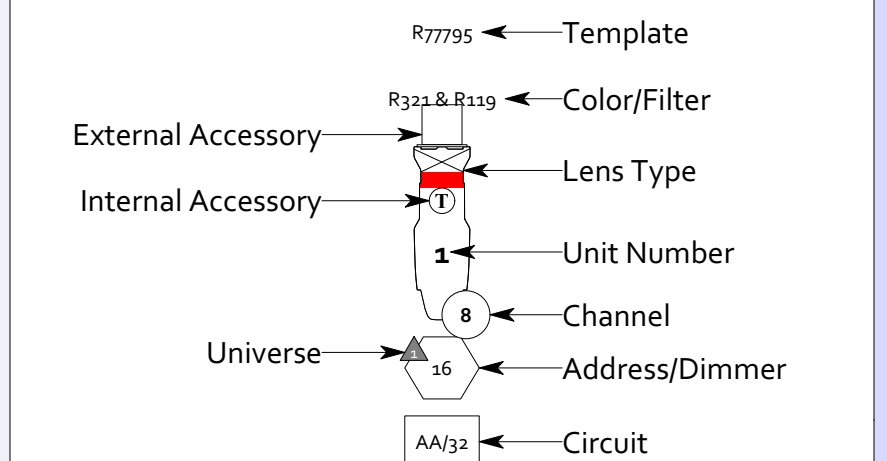 R77795 Template
R321 & R119 Color/Filter
External Accessory
Lens Type
Internal Accessory T
1 Unit Number
8 Channel
Universe 1
16 Address/Dimmer
AA/32 Circuit